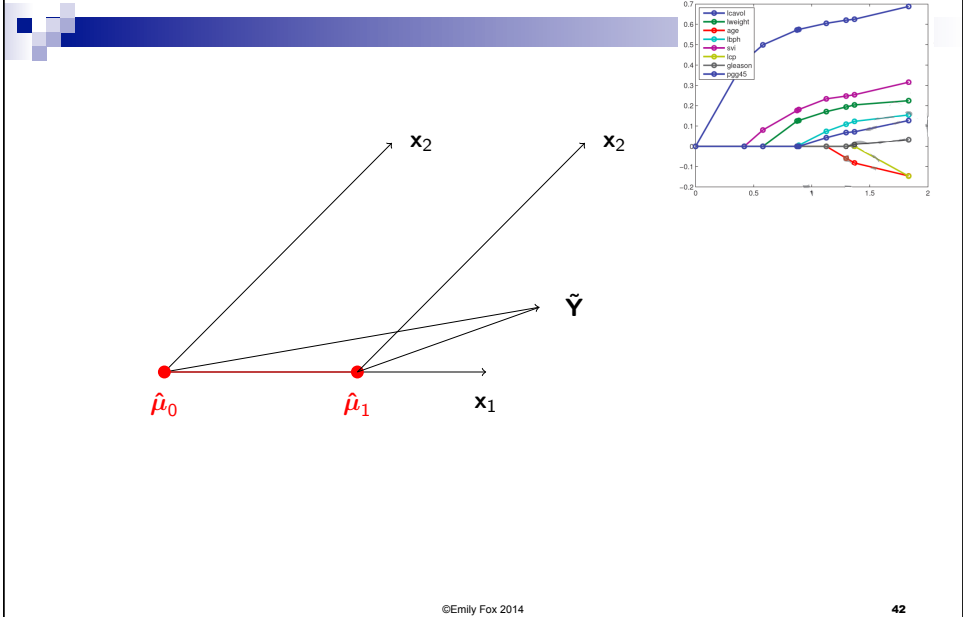 0.7
0.6
0.5
0.4
0.3
0.2
0.1
0
−0.1
−0.2
0
0.5
1
1.5
2
lcavol
lweight
age
lbph
svi
lcp
gleason
pgg45
x₂ x₂
Ỹ
μ̂₀ μ̂₁ x₁
©Emily Fox 2014 42